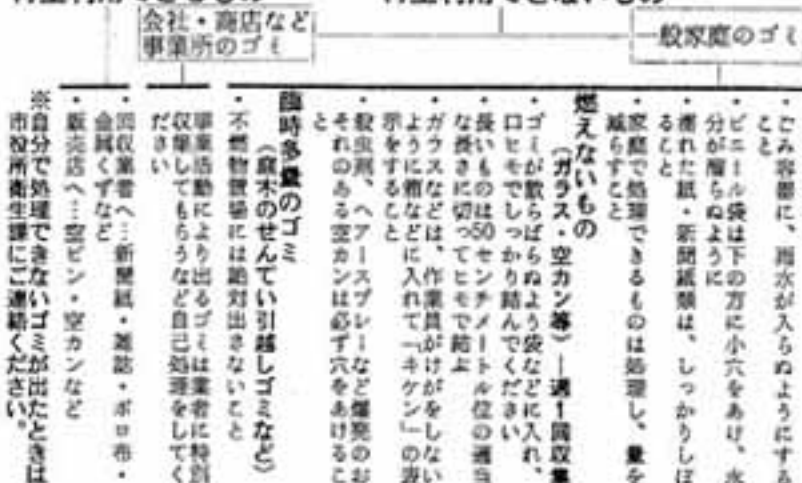 会社・商店など
事業所のゴミ
一般家庭のゴミ
・ごみ容器に、雨水が入らぬようにする
こと
・ビニール袋は下の方に小穴をあけ、水
分が溜らぬように
・濡れた紙・新聞紙類は、しっかりしぼ
ること
・家庭で処理できるものは処理し、量を
減らすこと
燃えないもの
(ガラス・空カン等)―週1回収集
・ゴミが散らばらぬよう袋などに入れ、
口ヒモでしっかり結んでください
・長いものは50センチメートル位の適当
な長さに切ってヒモで結ぶ
・ガラスなどは、作業員がけがをしない
ように箱などに入れて「キケン」の表
示をすること
・殺虫剤、ヘアースプレーなど爆発のお
それのある空カンは必ず穴をあけるこ
と
臨時多量のゴミ
(庭木のせんてい引越しゴミなど)
・不燃物置場には絶対出さないこと
事業活動により出るゴミは業者に特別
収集してもらうなど自己処理をしてく
ださい
・回収業者へ…新聞紙・雑誌・ボロ布・
金属くずなど
・販売店へ…空ビン・空カンなど
※自分で処理できないゴミが出たときは
市役所衛生課にご連絡ください。